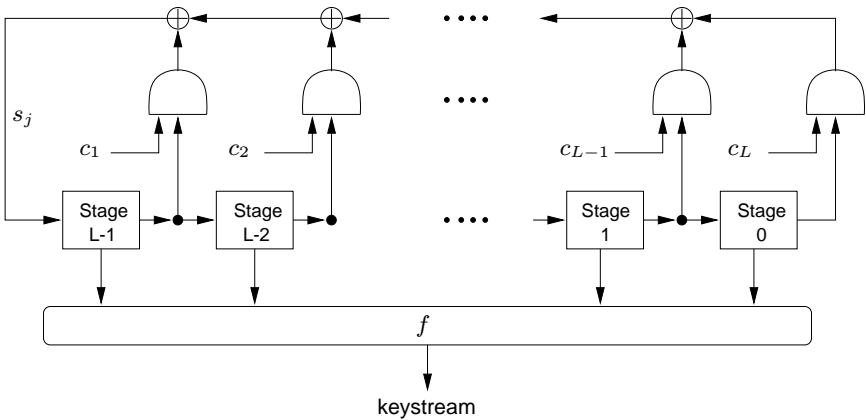 s_j
c_1
c_2
c_{L-1}
c_L
Stage
L-1
Stage
L-2
Stage
1
Stage
0
f
keystream